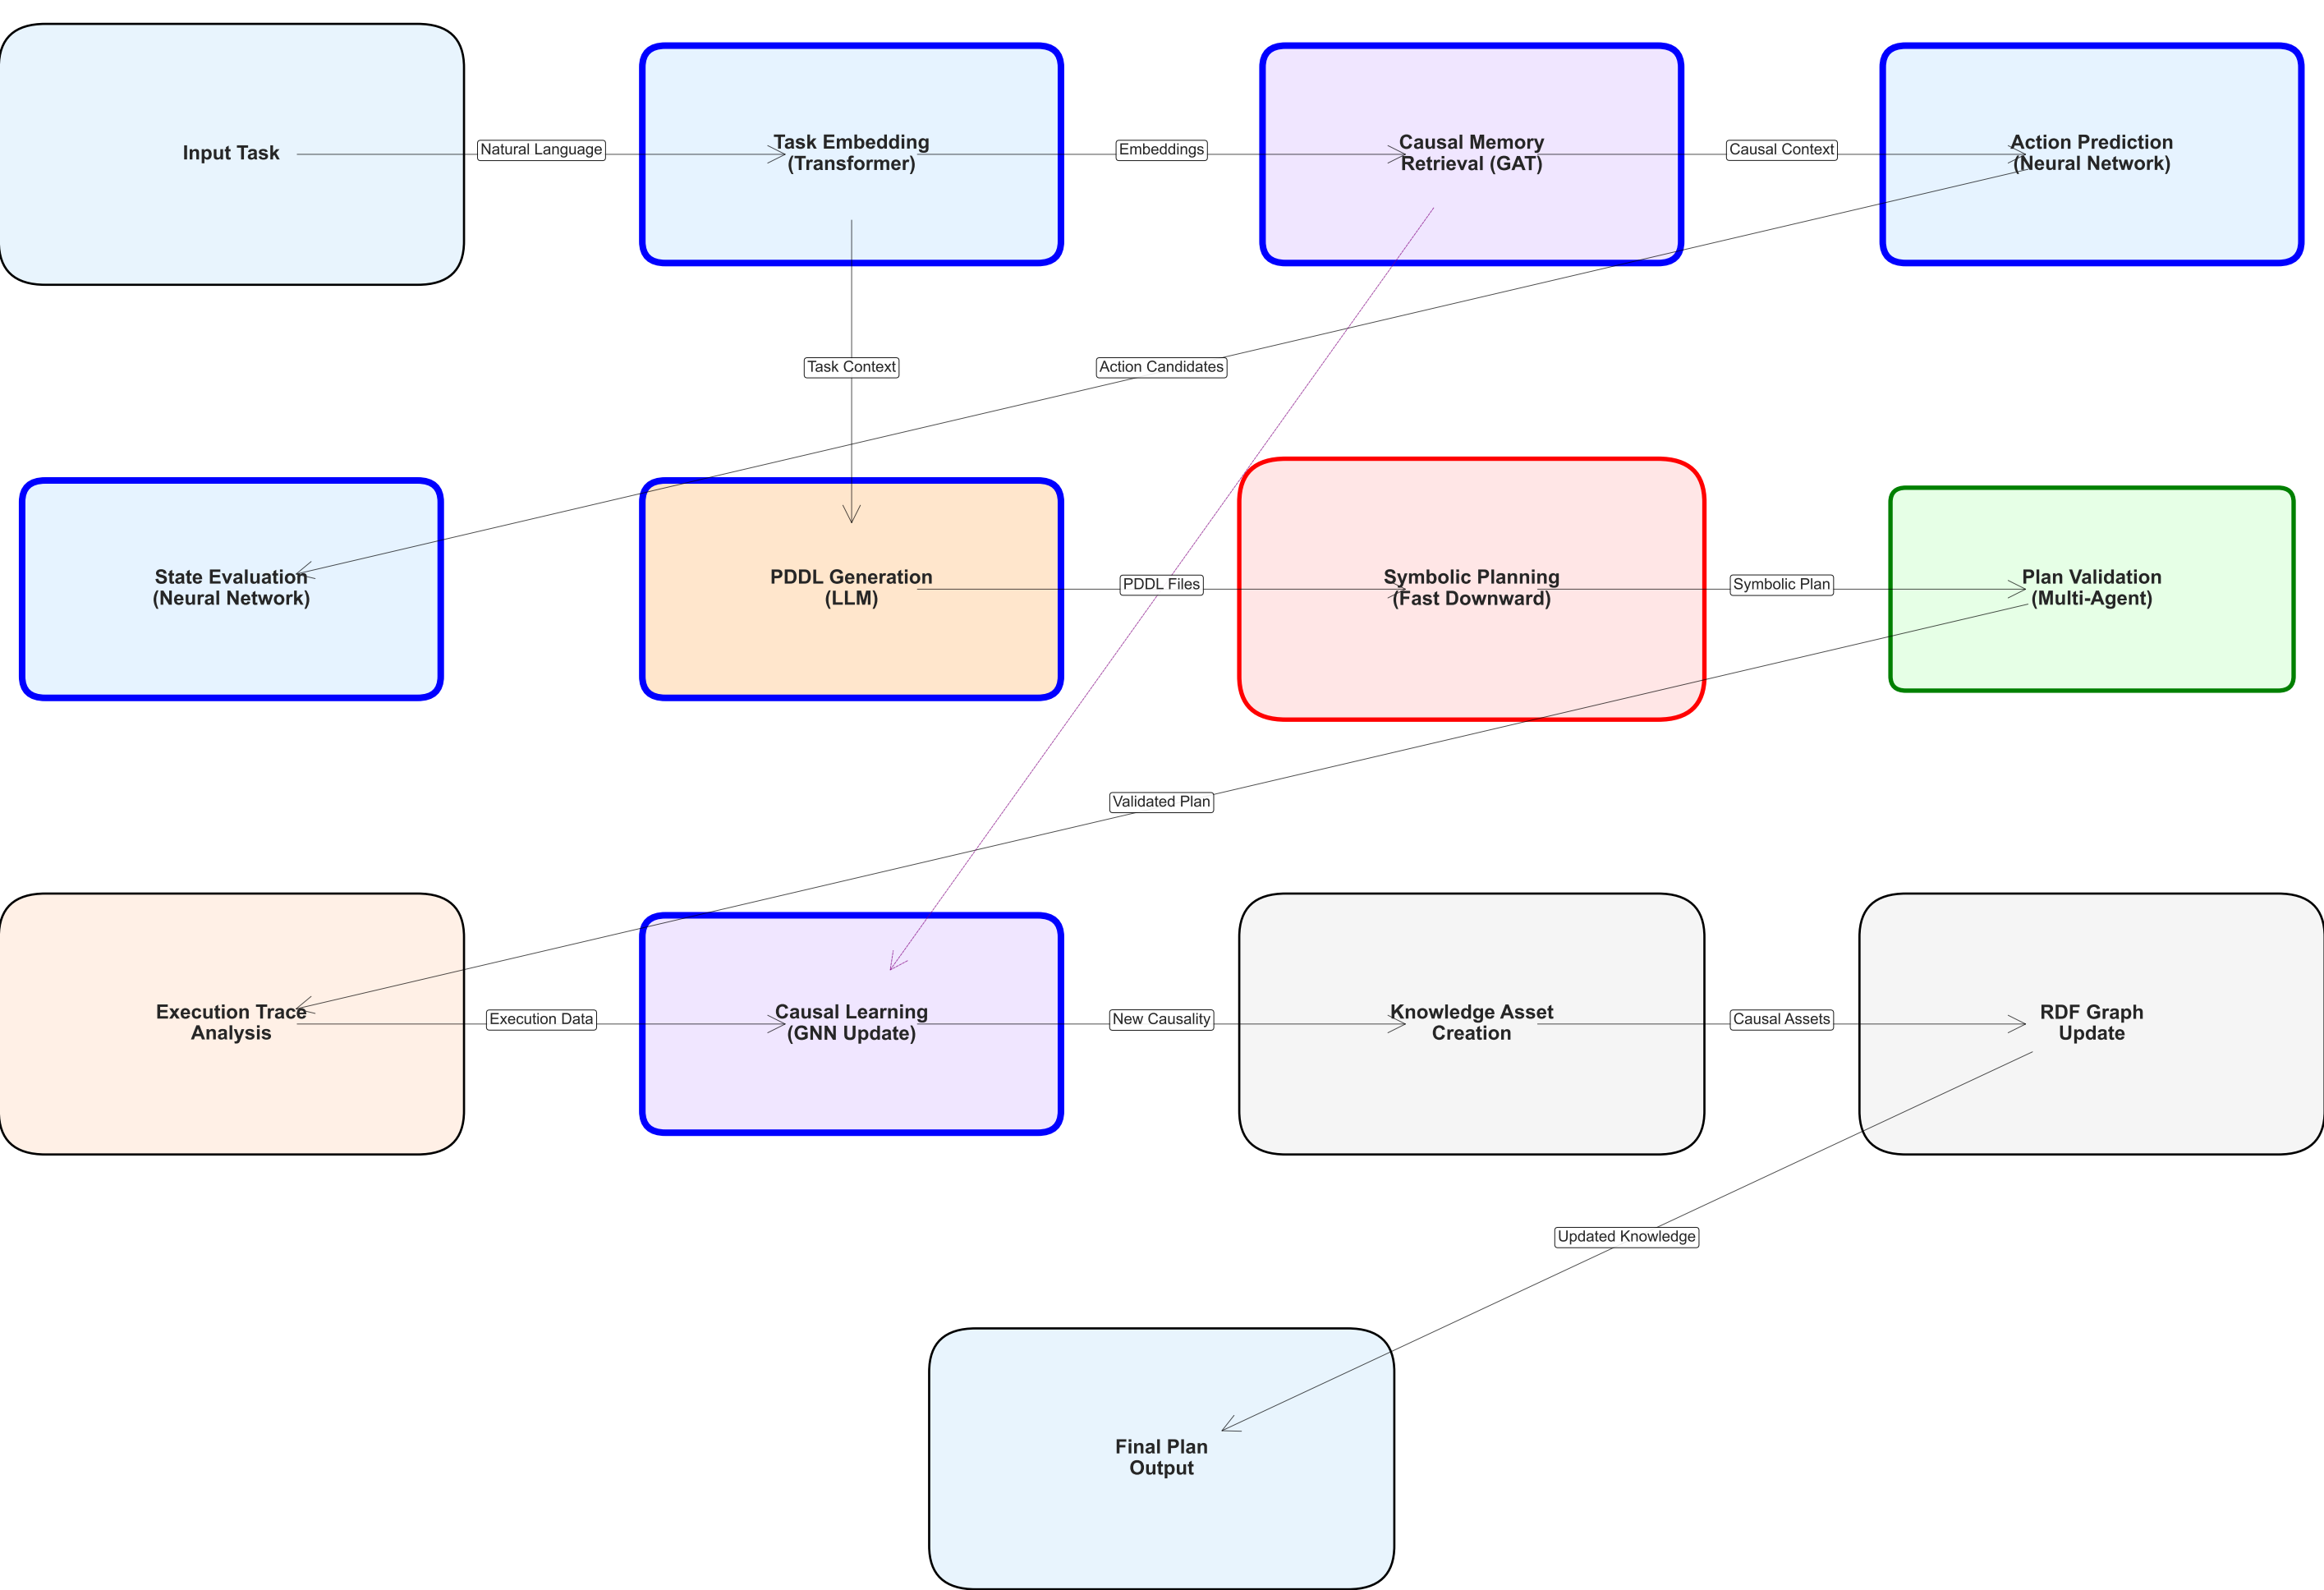 Input Task
Natural Language
Task Embedding
(Transformer)
Embeddings
Causal Memory
Retrieval (GAT)
Causal Context
Action Prediction
(Neural Network)
Task Context
Action Candidates
State Evaluation
(Neural Network)
PDDL Generation
(LLM)
PDDL Files
Symbolic Planning
(Fast Downward)
Symbolic Plan
Plan Validation
(Multi-Agent)
Validated Plan
Execution Trace
Analysis
Execution Data
Causal Learning
(GNN Update)
New Causality
Knowledge Asset
Creation
Causal Assets
RDF Graph
Update
Updated Knowledge
Final Plan
Output